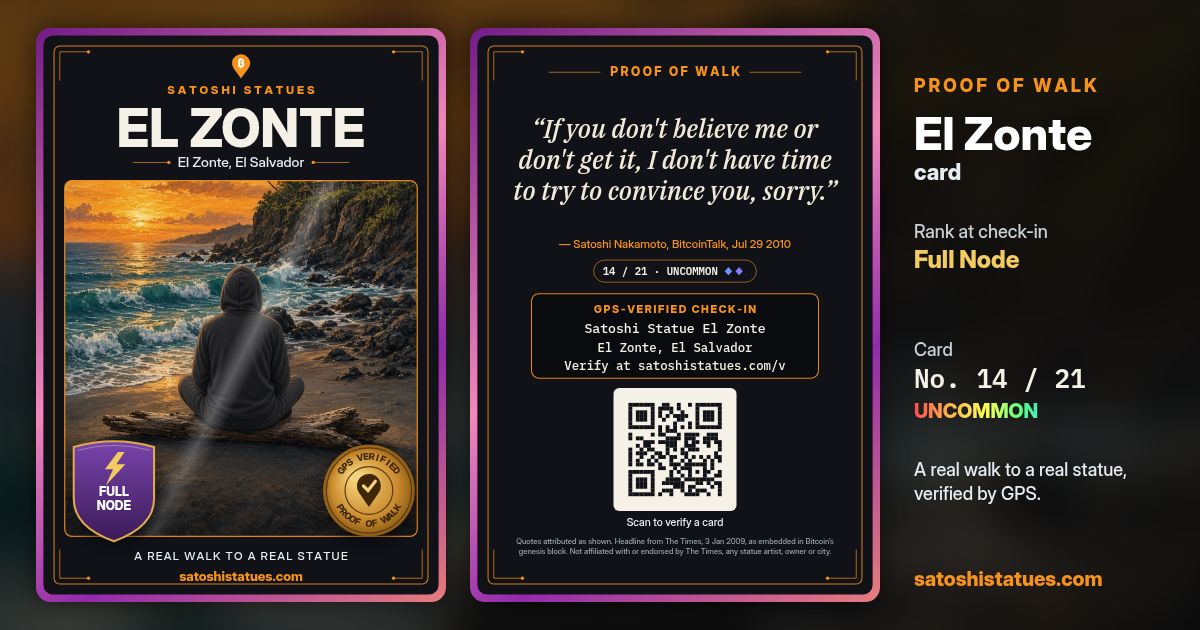 SATOSHI STATUES
EL ZONTE
El Zonte, El Salvador
FULL
NODE
GPS VERIFIED
PROOF OF WALK
A REAL WALK TO A REAL STATUE
satoshistatues.com
PROOF OF WALK
“If you don't believe me or
don't get it, I don't have time
to try to convince you, sorry.”
— Satoshi Nakamoto, BitcoinTalk, Jul 29 2010
14 / 21 · UNCOMMON
GPS-VERIFIED CHECK-IN
Satoshi Statue El Zonte
El Zonte, El Salvador
Verify at satoshistatues.com/v
Scan to verify a card
Quotes attributed as shown. Headline from The Times, 3 Jan 2009, as embedded in Bitcoin's
genesis block. Not affiliated with or endorsed by The Times, any statue artist, owner or city.
PROOF OF WALK
El Zonte
card
Rank at check-in
Full Node
Card
No. 14 / 21
UNCOMMON
A real walk to a real statue,
verified by GPS.
satoshistatues.com